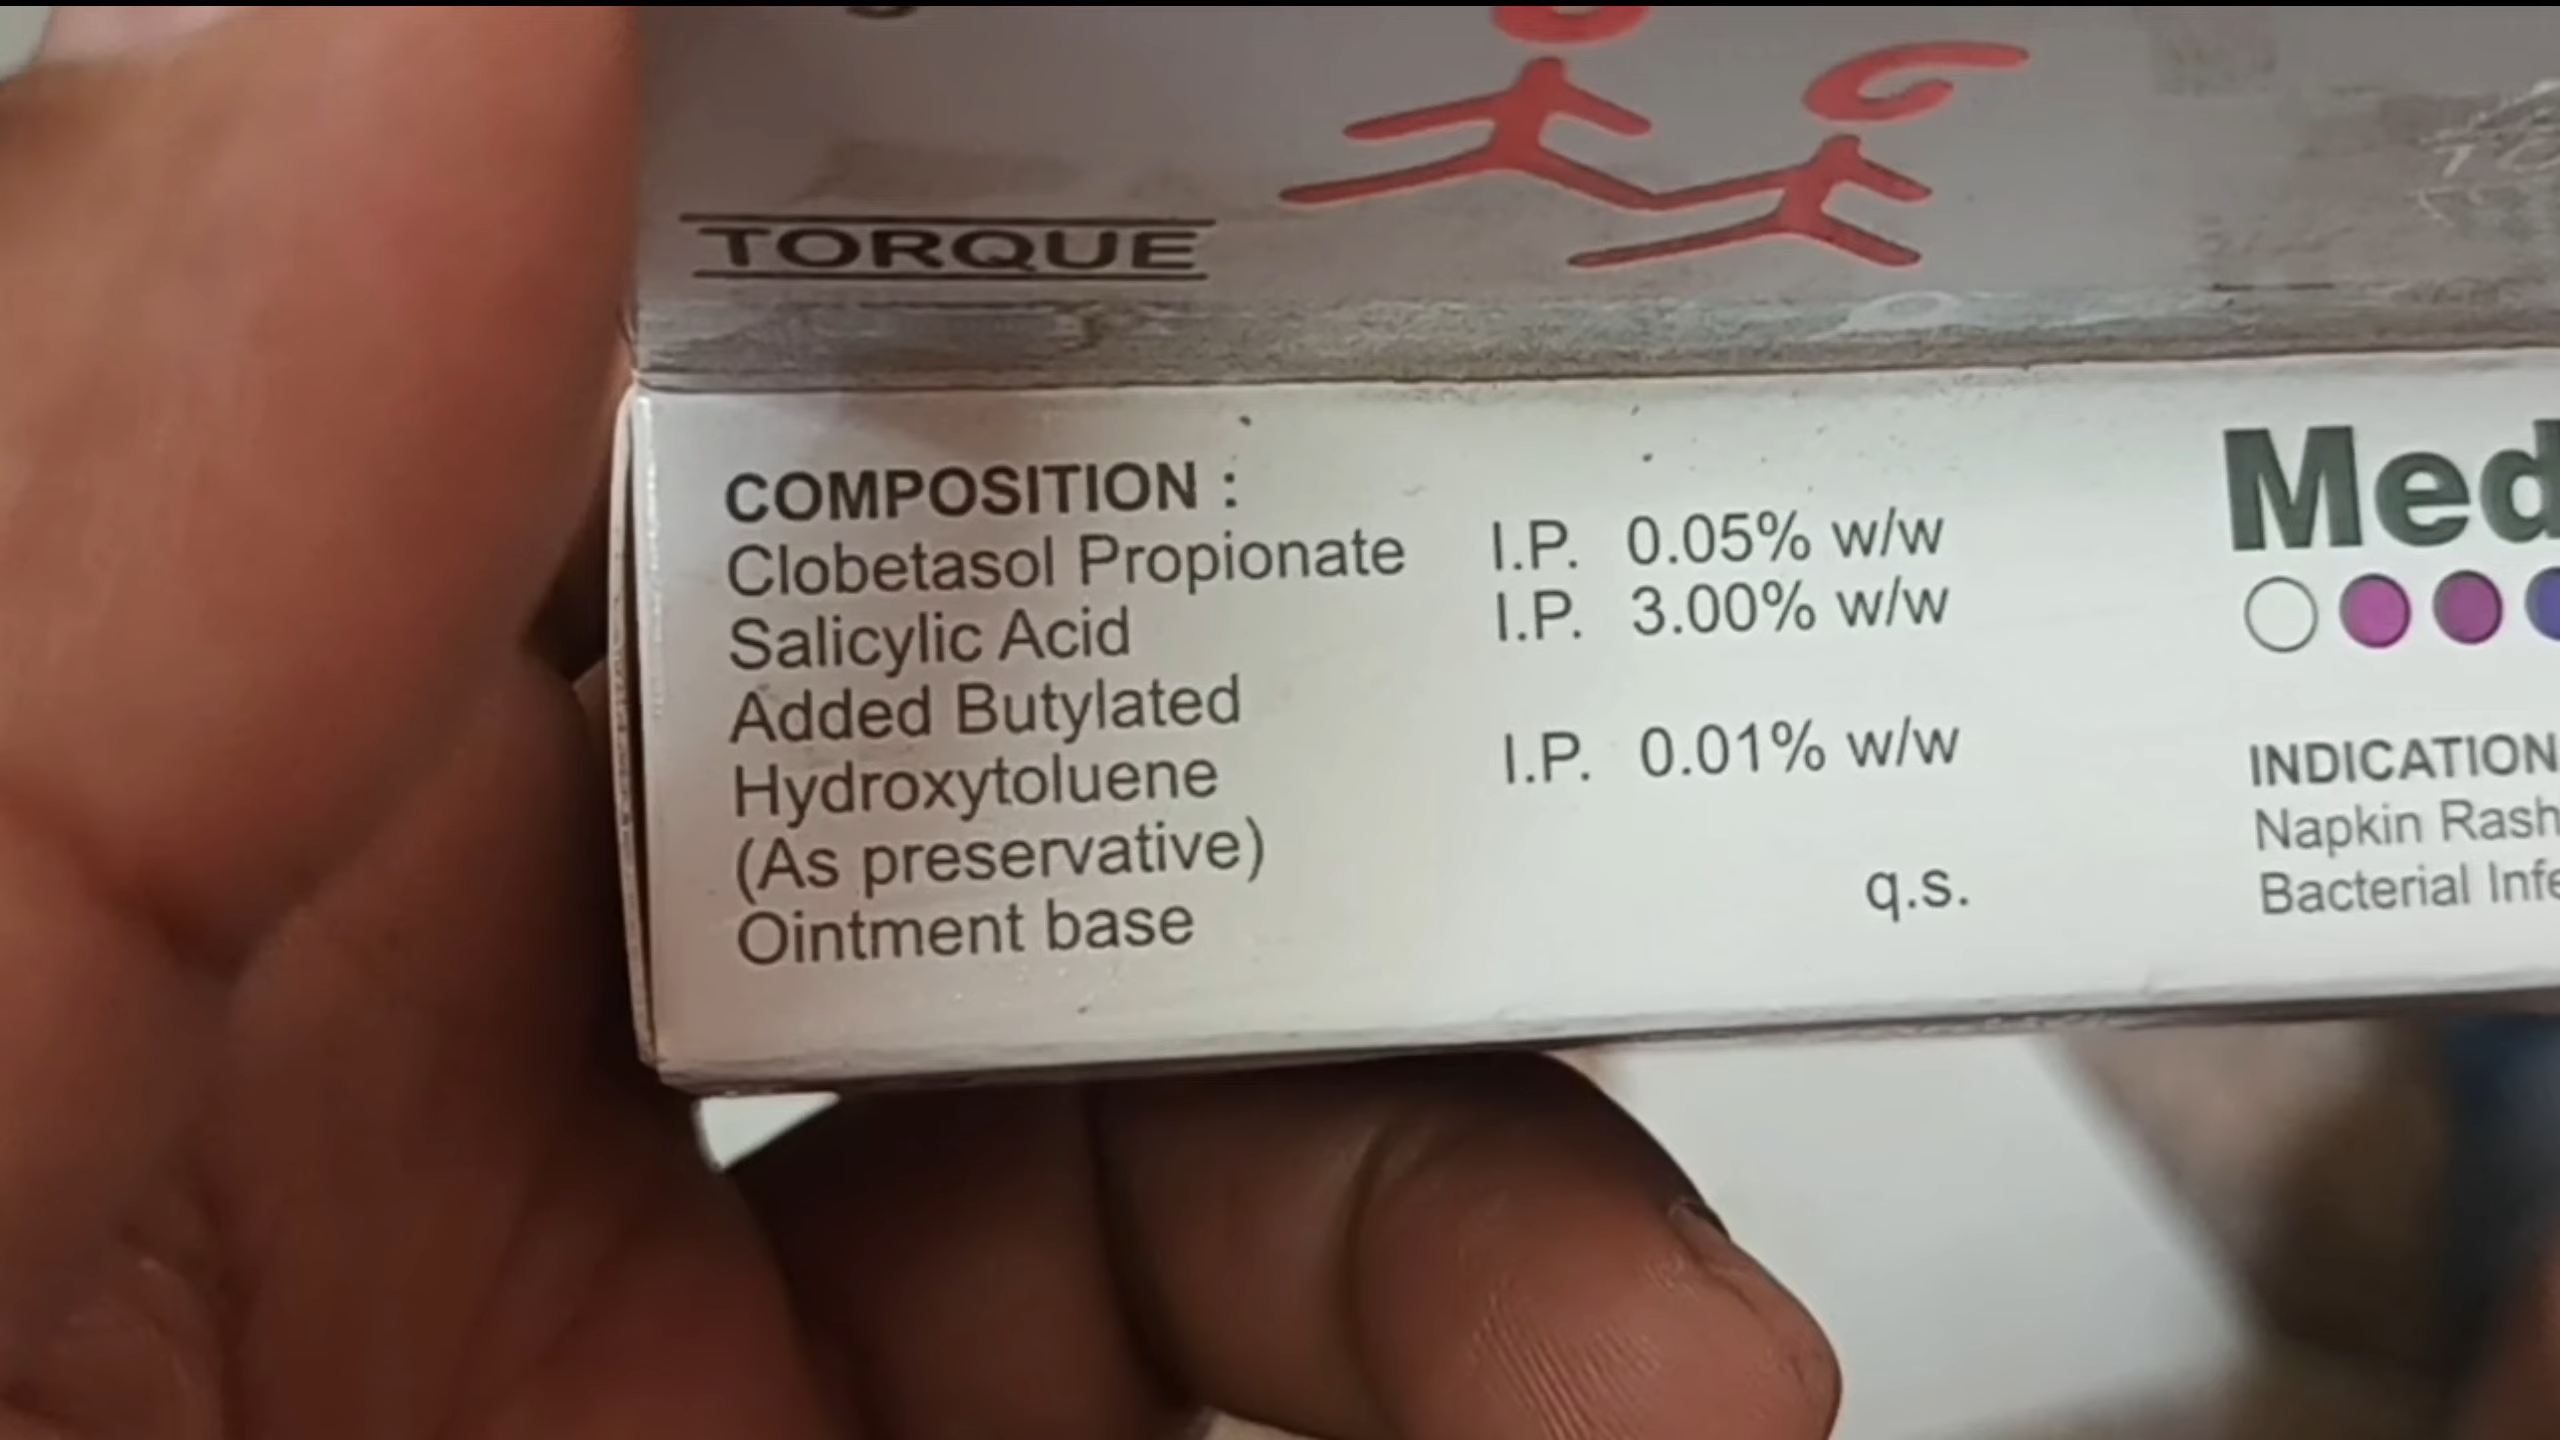 TORQUE
COMPOSITION :
Clobetasol Propionate I.P. 0.05% w/w
Salicylic Acid I.P. 3.00% w/w
Added Butylated
Hydroxytoluene I.P. 0.01% w/w
(As preservative)
Ointment base q.s.
Med
INDICATION
Napkin Rash
Bacterial Infe